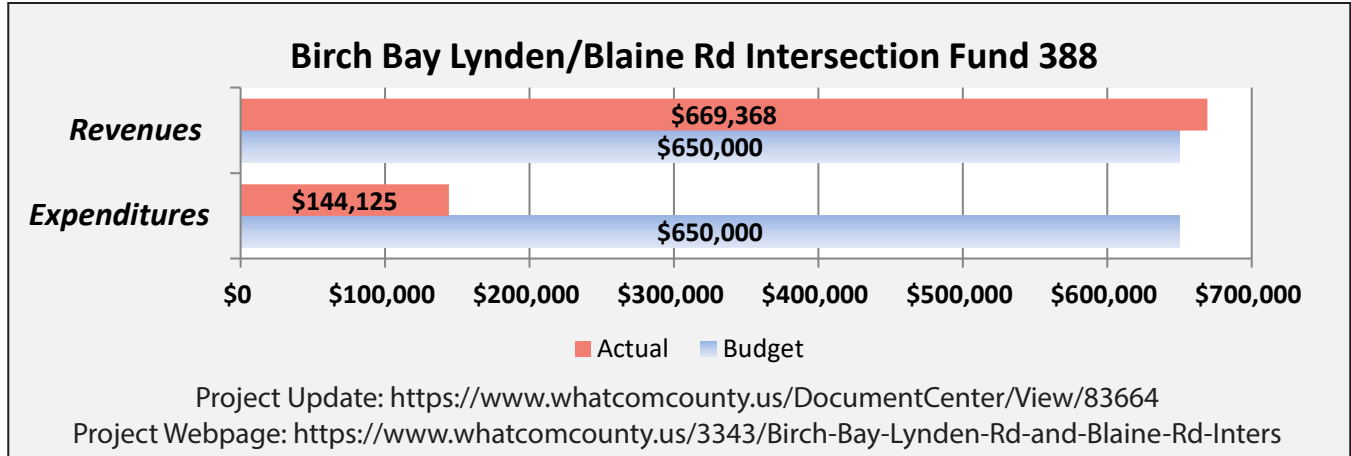 Birch Bay Lynden/Blaine Rd Intersection Fund 388
Revenues
$669,368
$650,000
Expenditures
$144,125
$650,000
$0 $100,000 $200,000 $300,000 $400,000 $500,000 $600,000 $700,000
Actual Budget
Project Update: https://www.whatcomcounty.us/DocumentCenter/View/83664
Project Webpage: https://www.whatcomcounty.us/3343/Birch-Bay-Lynden-Rd-and-Blaine-Rd-Inters